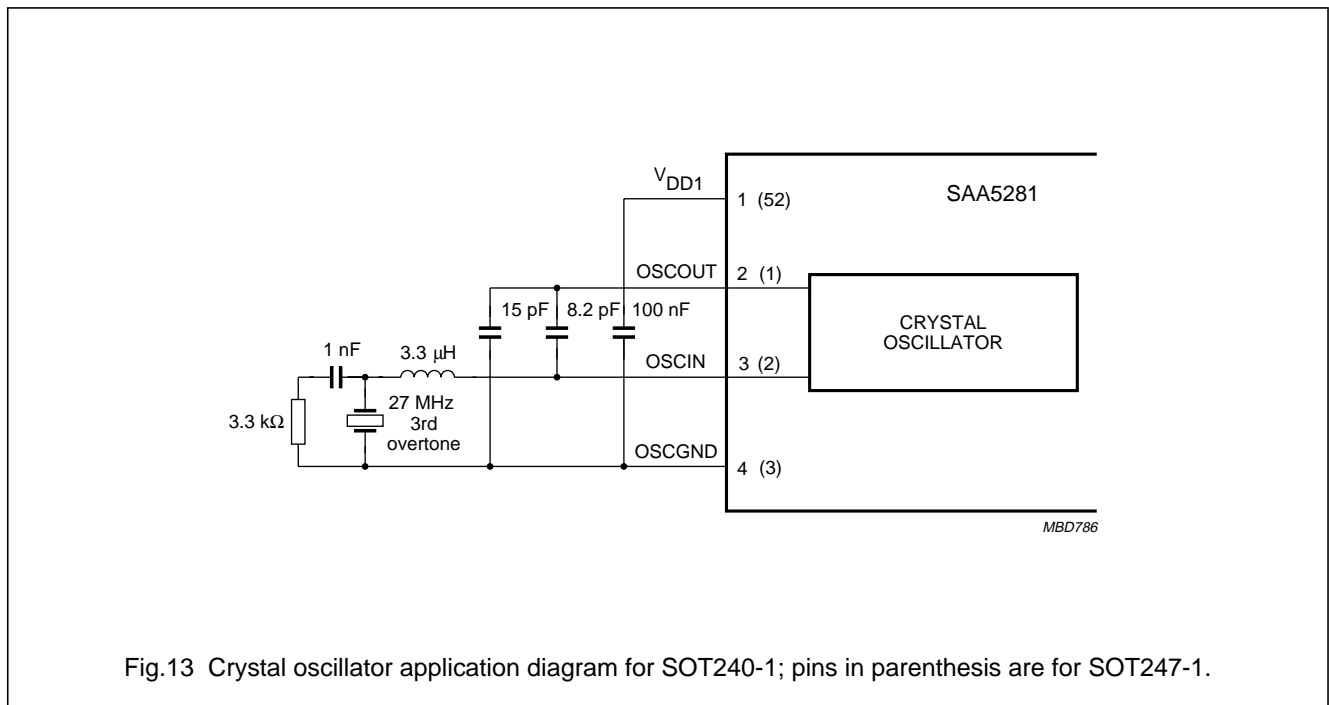 VDD1
1 (52)
SAA5281
OSCOUT
2 (1)
15 pF
8.2 pF
100 nF
CRYSTAL
OSCILLATOR
1 nF
3.3 μH
OSCIN
3 (2)
3.3 kΩ
27 MHz
3rd
overtone
OSCGND
4 (3)
MBD786
Fig.13 Crystal oscillator application diagram for SOT240-1; pins in parenthesis are for SOT247-1.